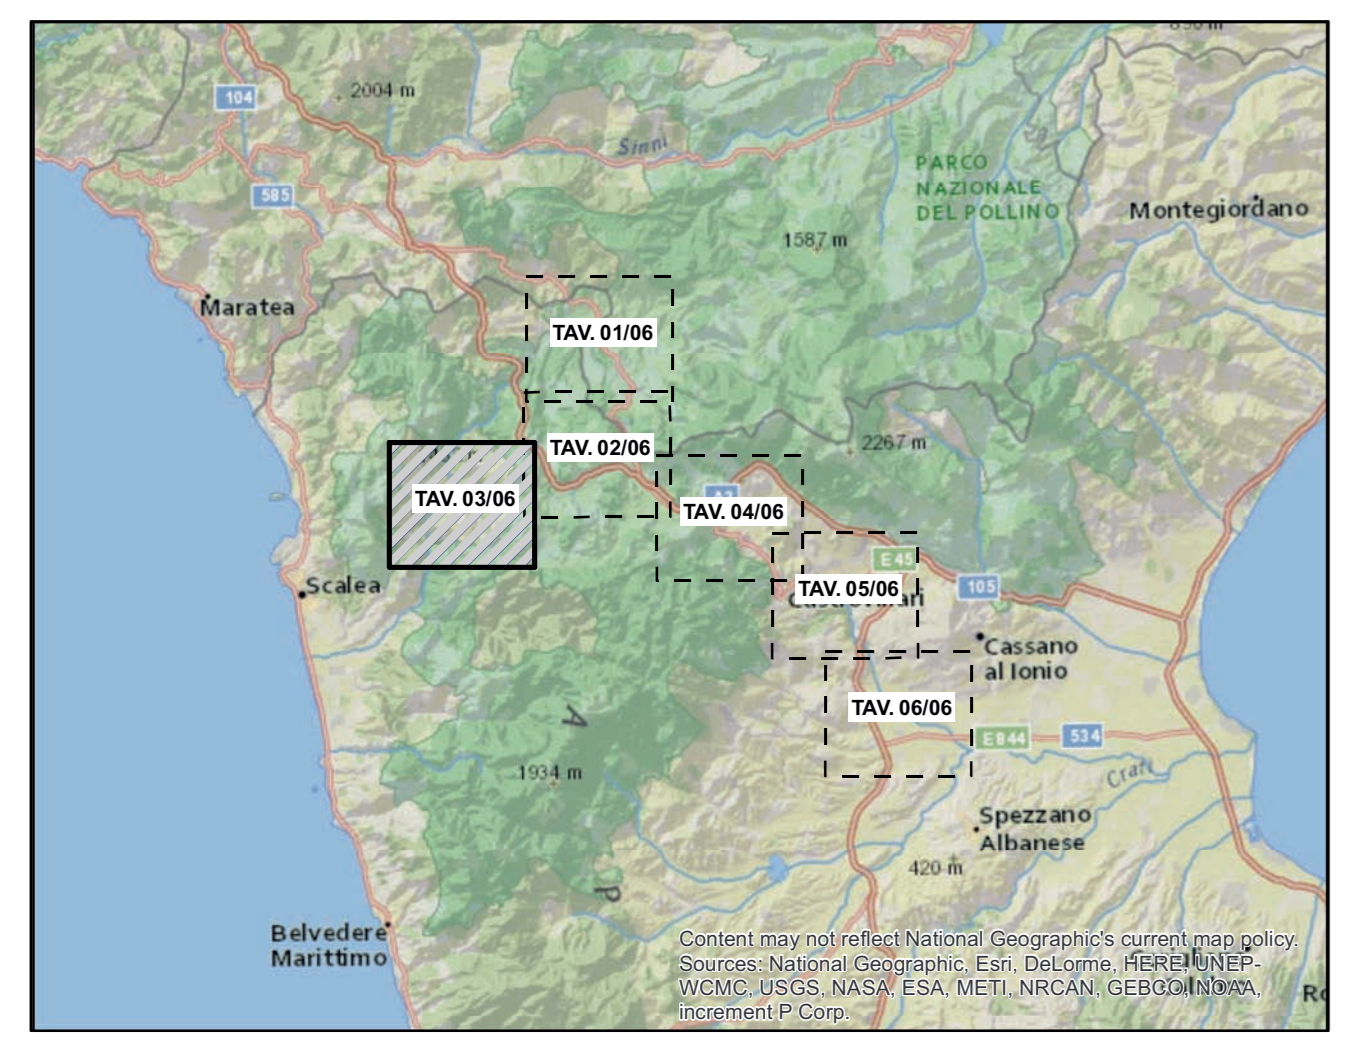 890 m
104
2004 m
Sinni
585
PARCO
NAZIONALE
DEL POLLINO
Montegiordano
1587 m
Maratea
TAV. 01/06
TAV. 02/06
2267 m
TAV. 03/06
TAV. 04/06
E45
105
Scalea
TAV. 05/06
Cassano
al Ionio
TAV. 06/06
A
E844
534
1934 m
Crati
Spezzano
Albanese
420 m
P
Belvedere
Marittimo
Content may not reflect National Geographic's current map policy.
Sources: National Geographic, Esri, DeLorme, HERE, UNEP-
WCMC, USGS, NASA, ESA, METI, NRCAN, GEBCO, NOAA,
increment P Corp.